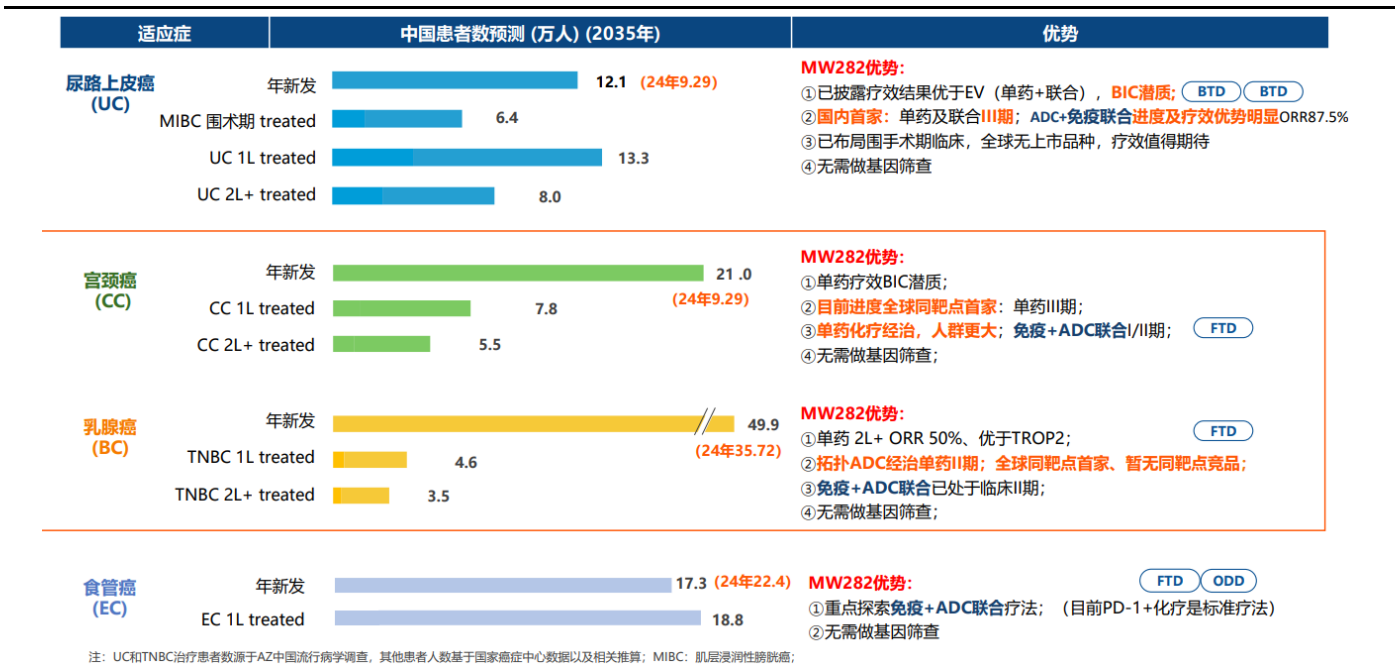 适应症 中国患者数预测 (万人) (2035年) 优势
尿路上皮癌
(UC)
年新发 12.1 (24年9.29)
MIBC 围术期 treated 6.4
UC 1L treated 13.3
UC 2L+ treated 8.0
MW282优势：
①已披露疗效结果优于EV（单药+联合），BIC潜质; BTD BTD
②国内首家：单药及联合III期；ADC+免疫联合进度及疗效优势明显ORR87.5%
③已布局围手术期临床，全球无上市品种，疗效值得期待
④无需做基因筛查
宫颈癌
(CC)
年新发 21 .0
(24年9.29)
CC 1L treated 7.8
CC 2L+ treated 5.5
MW282优势：
①单药疗效BIC潜质；
②目前进度全球同靶点首家：单药III期；
③单药化疗经治，人群更大；免疫+ADC联合I/II期； FTD
④无需做基因筛查；
乳腺癌
(BC)
年新发 49.9
(24年35.72)
TNBC 1L treated 4.6
TNBC 2L+ treated 3.5
MW282优势：
①单药 2L+ ORR 50%、优于TROP2； FTD
②拓扑ADC经治单药II期；全球同靶点首家、暂无同靶点竞品；
③免疫+ADC联合已处于临床II期；
④无需做基因筛查；
食管癌
(EC)
年新发 17.3 (24年22.4)
EC 1L treated 18.8
MW282优势： FTD ODD
①重点探索免疫+ADC联合疗法；（目前PD-1+化疗是标准疗法）
②无需做基因筛查
注：UC和TNBC治疗患者数源于AZ中国流行病学调查，其他患者人数基于国家癌症中心数据以及相关推算；MIBC：肌层浸润性膀胱癌；